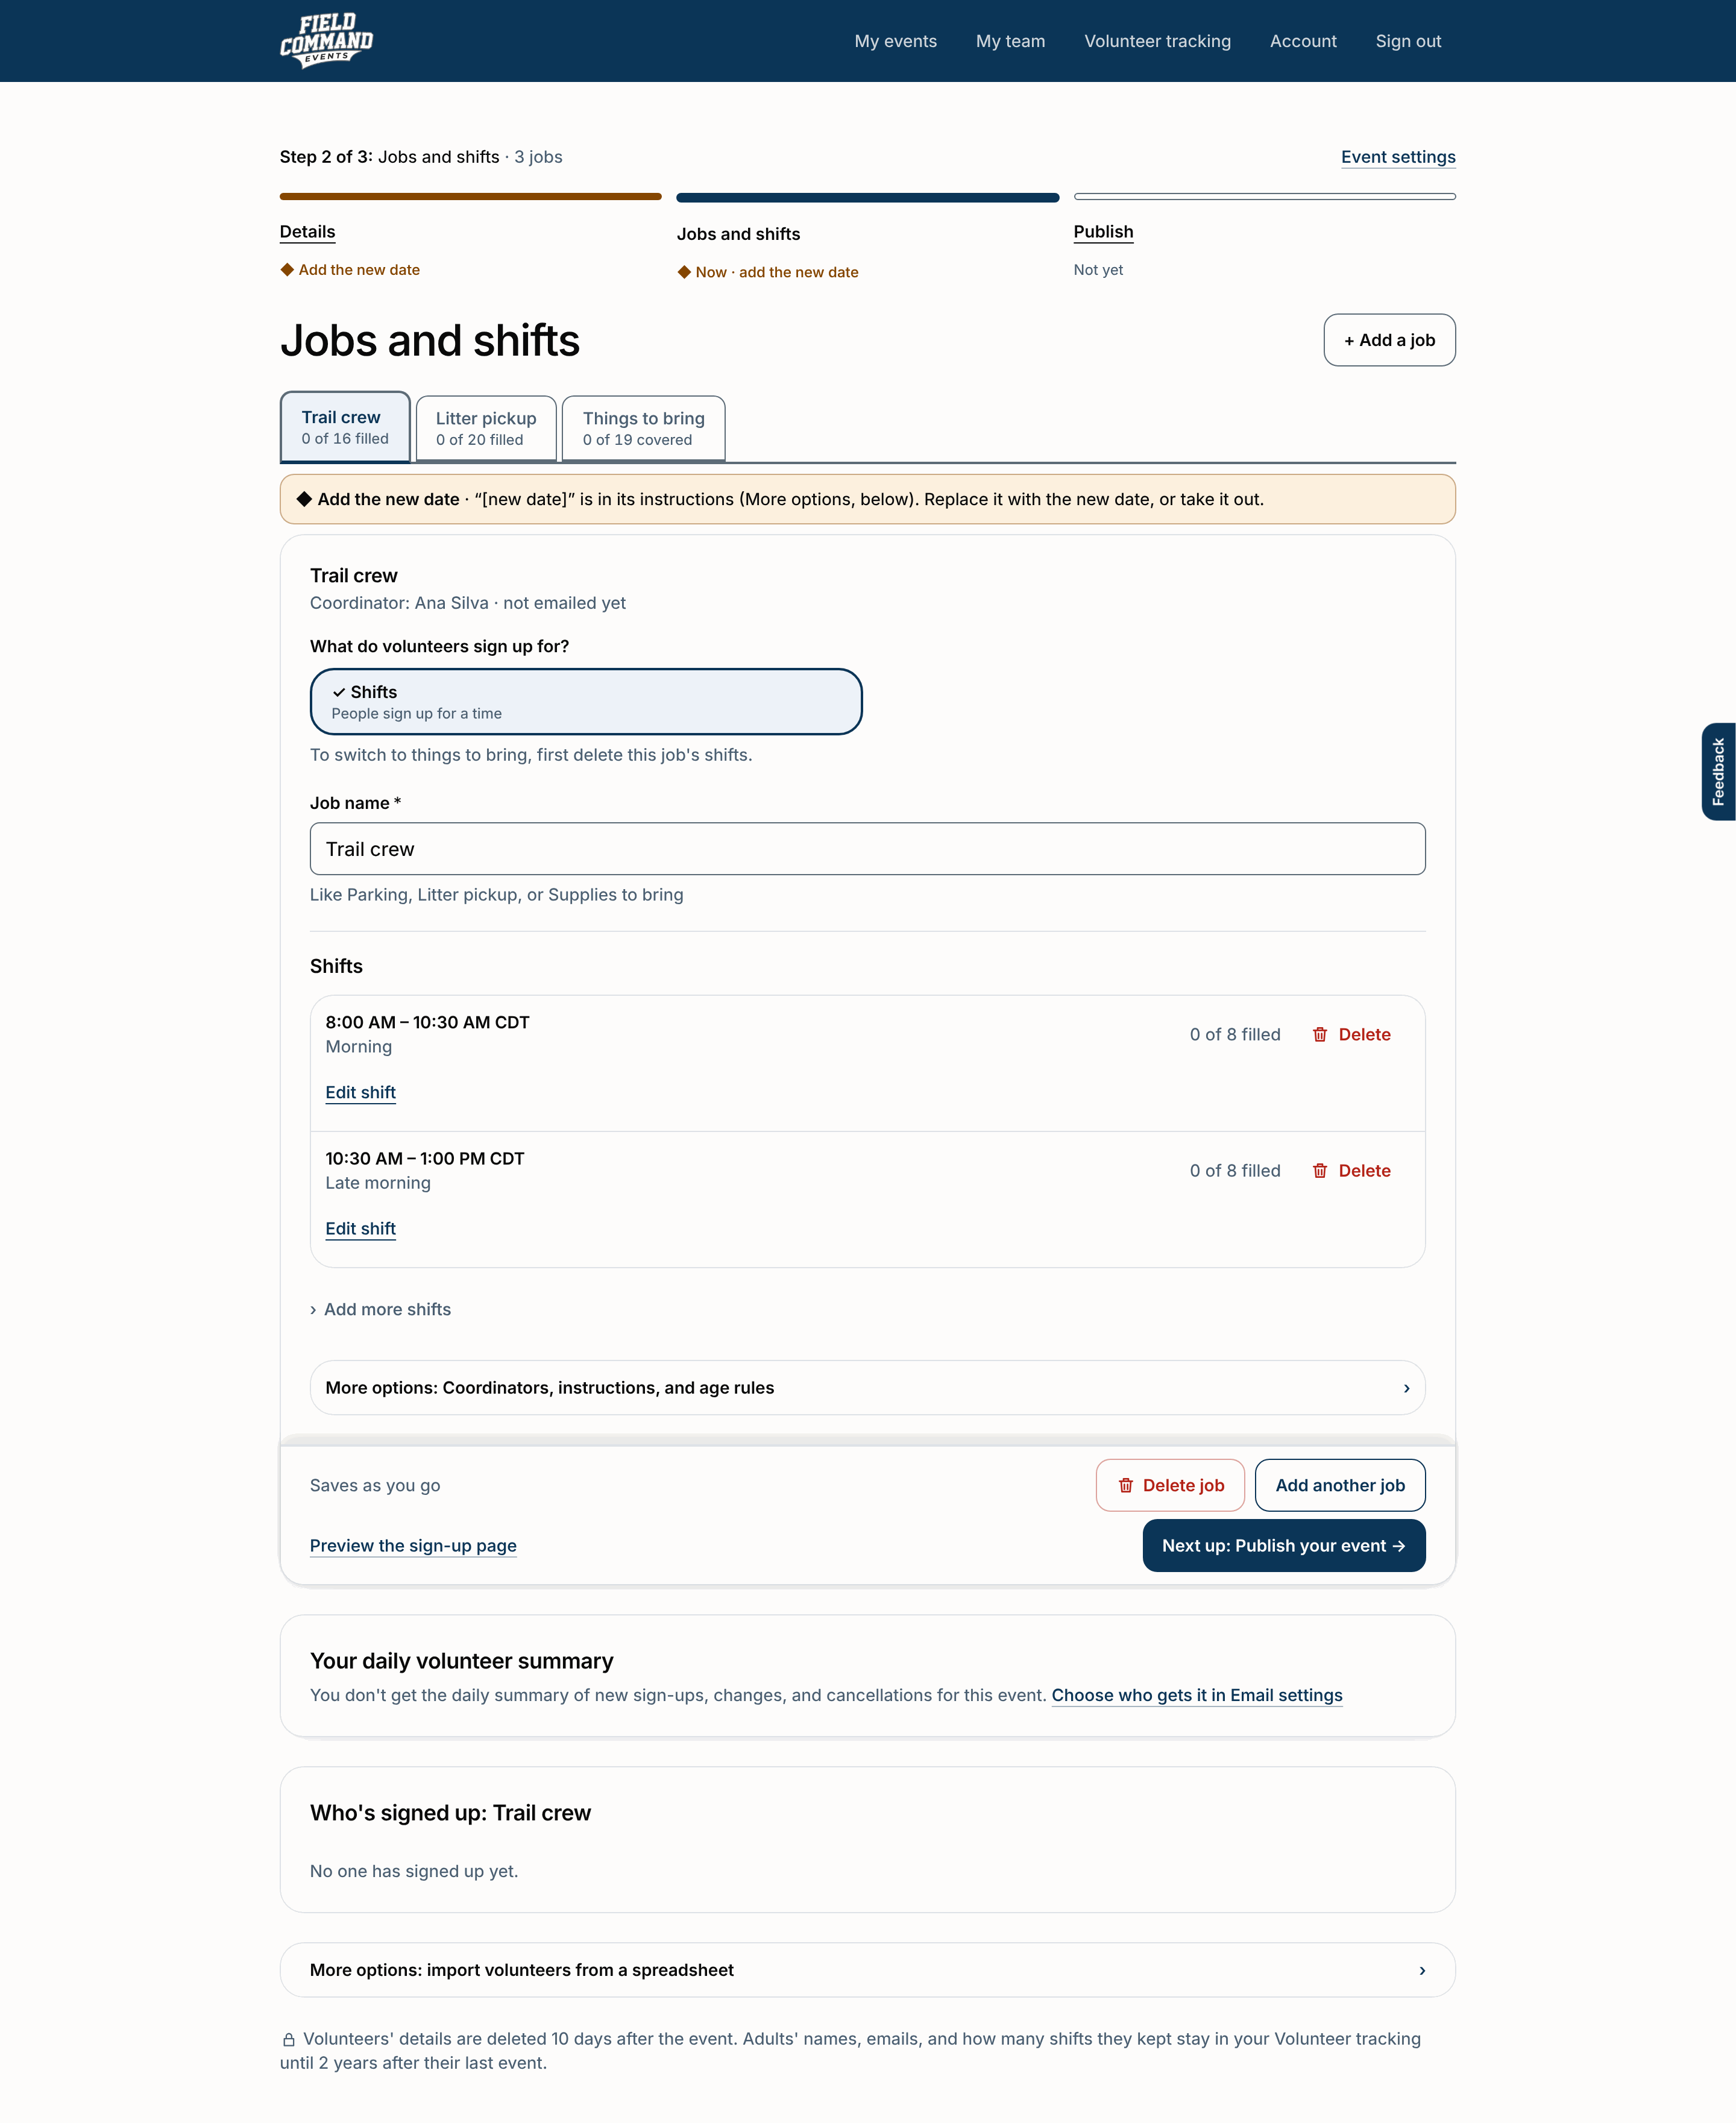 FIELD
COMMAND
EVENTS
My events
My team
Volunteer tracking
Account
Sign out
Step 2 of 3: Jobs and shifts · 3 jobs
Event settings
Details
◆ Add the new date
Jobs and shifts
◆ Now · add the new date
Publish
Not yet
Jobs and shifts
+ Add a job
Trail crew
0 of 16 filled
Litter pickup
0 of 20 filled
Things to bring
0 of 19 covered
◆ Add the new date · “[new date]” is in its instructions (More options, below). Replace it with the new date, or take it out.
Trail crew
Coordinator: Ana Silva · not emailed yet
What do volunteers sign up for?
✓ Shifts
People sign up for a time
To switch to things to bring, first delete this job's shifts.
Job name *
Trail crew
Like Parking, Litter pickup, or Supplies to bring
Shifts
8:00 AM – 10:30 AM CDT
Morning
0 of 8 filled
Delete
Edit shift
10:30 AM – 1:00 PM CDT
Late morning
0 of 8 filled
Delete
Edit shift
› Add more shifts
More options: Coordinators, instructions, and age rules ›
Saves as you go
Delete job
Add another job
Preview the sign-up page
Next up: Publish your event →
Your daily volunteer summary
You don't get the daily summary of new sign-ups, changes, and cancellations for this event. Choose who gets it in Email settings
Who's signed up: Trail crew
No one has signed up yet.
More options: import volunteers from a spreadsheet ›
Volunteers' details are deleted 10 days after the event. Adults' names, emails, and how many shifts they kept stay in your Volunteer tracking
until 2 years after their last event.
Feedback